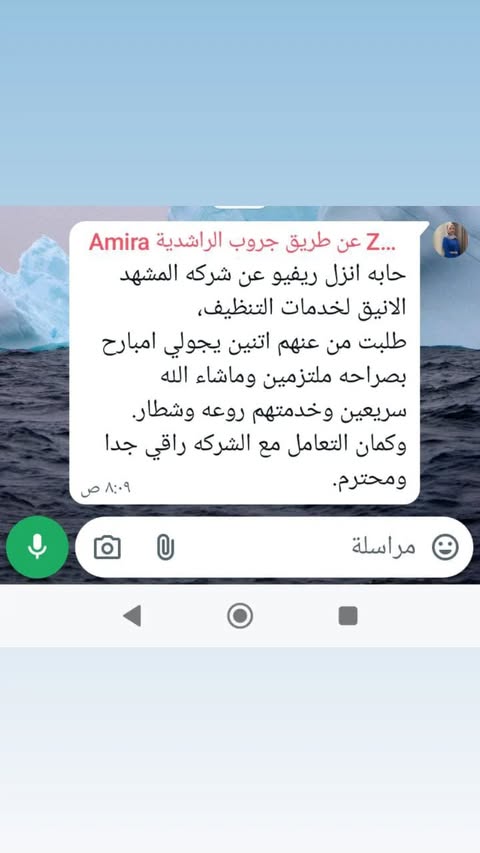 Amira عن طريق جروب الراشدية Z...
حابه انزل ريفيو عن شركه المشهد
الانيق لخدمات التنظيف،
طلبت من عنهم اتنين يجولي امبارح
بصراحه ملتزمين وماشاء الله
سريعين وخدمتهم روعه وشطار.
وكمان التعامل مع الشركه راقي جدا
ومحترم.
٨:٠٩ ص
مراسلة